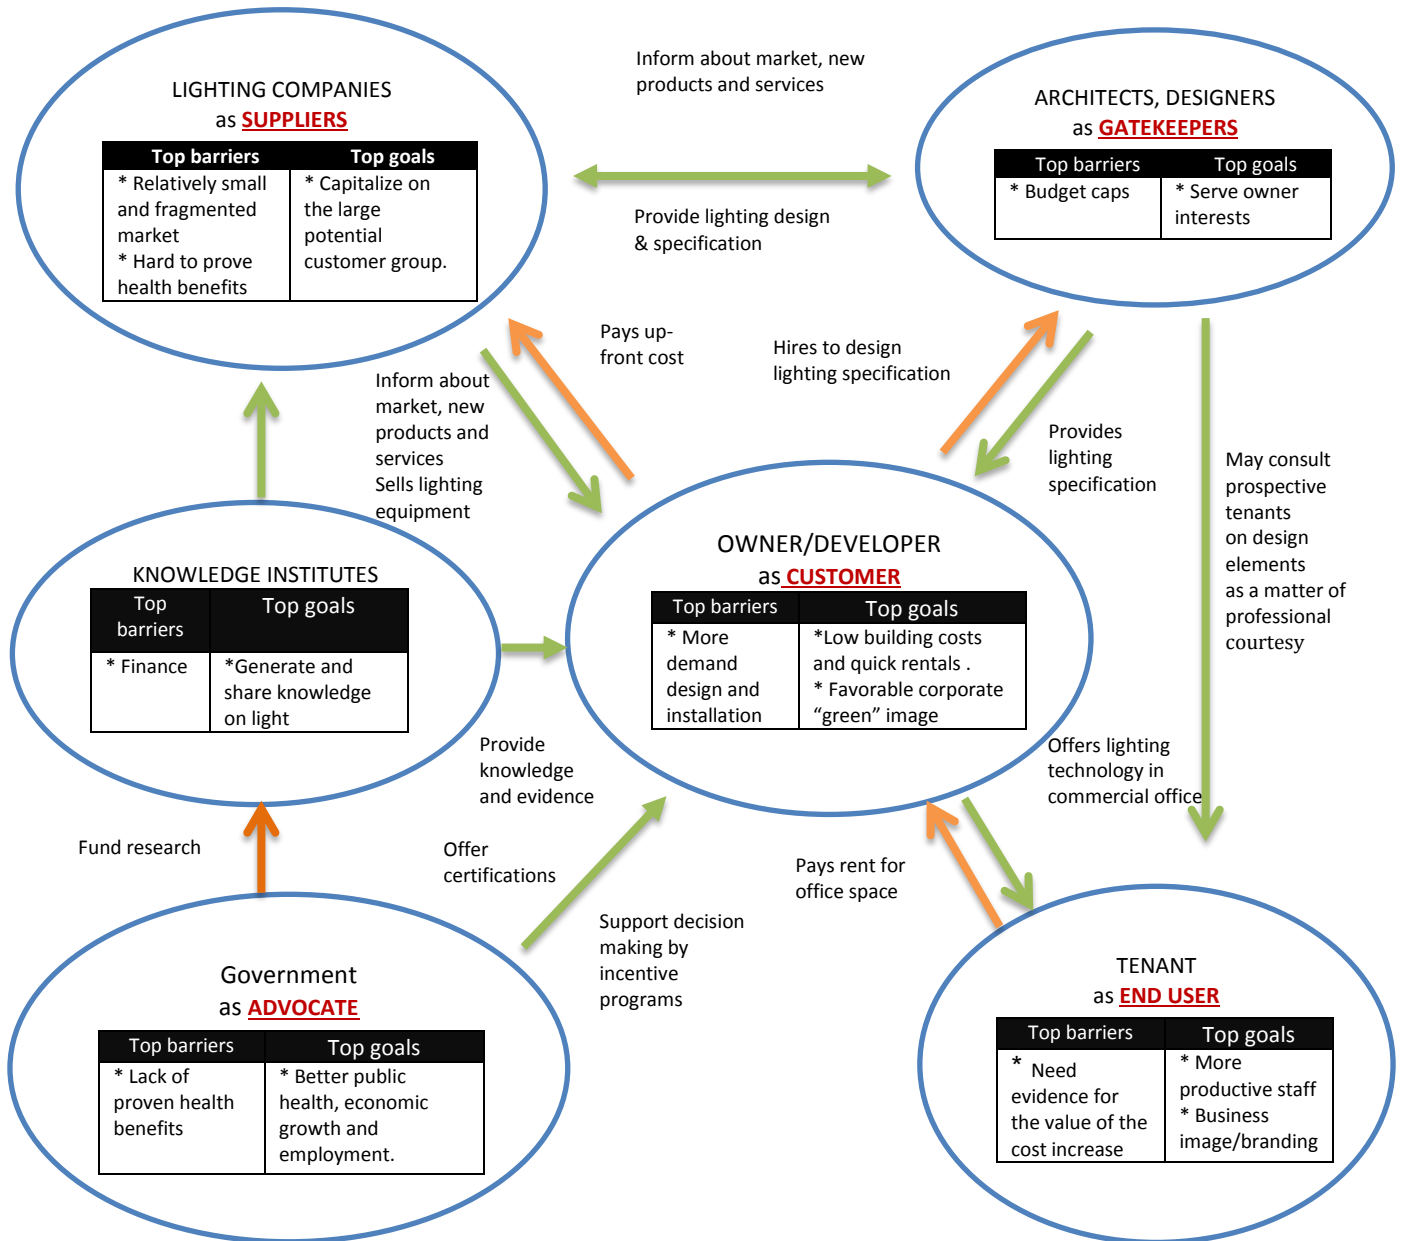 LIGHTING COMPANIES
as SUPPLIERS
Top barriers
Top goals
* Relatively small
and fragmented
market
* Hard to prove
health benefits
* Capitalize on
the large
potential
customer group.
Inform about market, new
products and services
Provide lighting design
& specification
ARCHITECTS, DESIGNERS
as GATEKEEPERS
Top barriers
Top goals
* Budget caps
* Serve owner
interests
Pays up-
front cost
Inform about
market, new
products and
services
Sells lighting
equipment
Hires to design
lighting specification
Provides
lighting
specification
May consult
prospective
tenants
on design
elements
as a matter of
professional
courtesy
KNOWLEDGE INSTITUTES
Top
barriers
Top goals
* Finance
*Generate and
share knowledge
on light
OWNER/DEVELOPER
as CUSTOMER
Top barriers
Top goals
* More
demand
design and
installation
*Low building costs
and quick rentals .
* Favorable corporate
“green” image
Provide
knowledge
and evidence
Offers lighting
technology in
commercial office
Fund research
Offer
certifications
Pays rent for
office space
Support decision
making by
incentive
programs
Government
as ADVOCATE
Top barriers
Top goals
* Lack of
proven health
benefits
* Better public
health, economic
growth and
employment.
TENANT
as END USER
Top barriers
Top goals
* Need
evidence for
the value of the
cost increase
* More
productive staff
* Business
image/branding